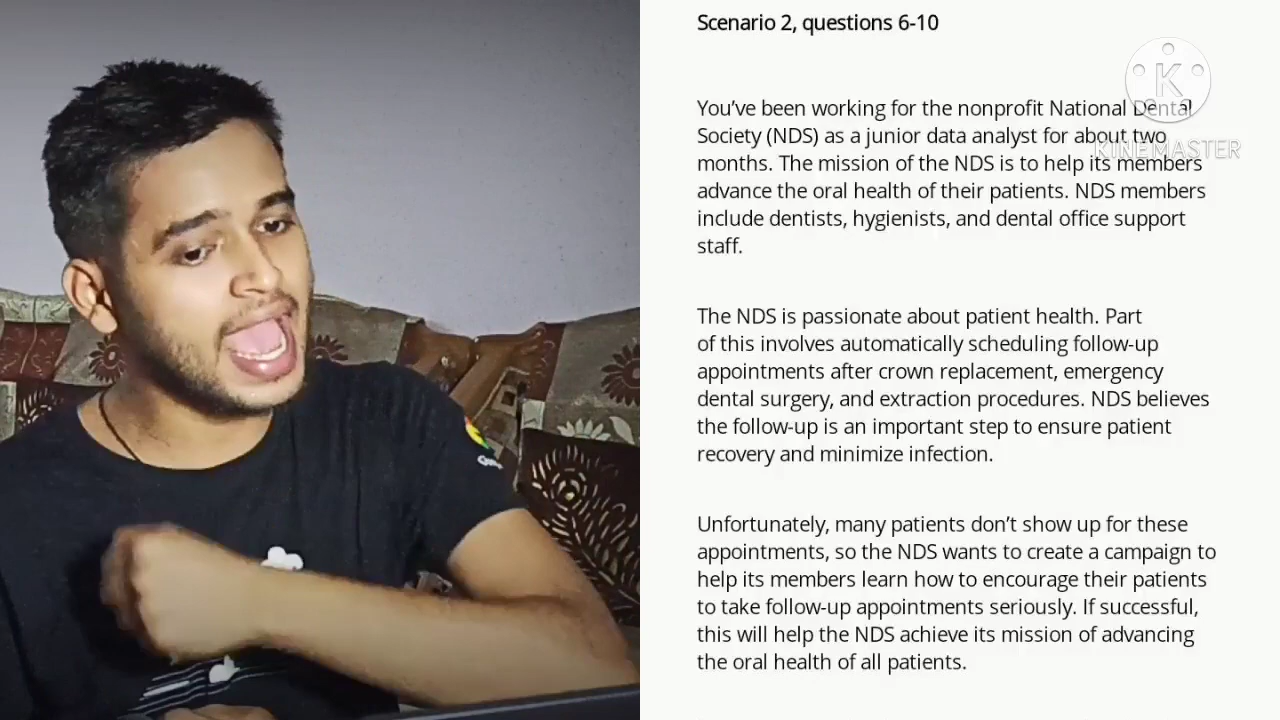 Scenario 2, questions 6-10
You’ve been working for the nonprofit National Dental
Society (NDS) as a junior data analyst for about two
months. The mission of the NDS is to help its members
advance the oral health of their patients. NDS members
include dentists, hygienists, and dental office support
staff.
The NDS is passionate about patient health. Part
of this involves automatically scheduling follow-up
appointments after crown replacement, emergency
dental surgery, and extraction procedures. NDS believes
the follow-up is an important step to ensure patient
recovery and minimize infection.
Unfortunately, many patients don’t show up for these
appointments, so the NDS wants to create a campaign to
help its members learn how to encourage their patients
to take follow-up appointments seriously. If successful,
this will help the NDS achieve its mission of advancing
the oral health of all patients.
K
KINEMASTER